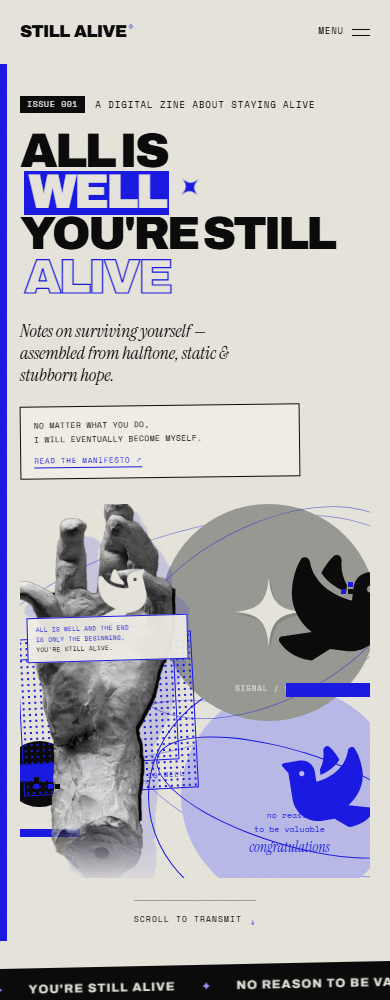 STILL ALIVE®
MENU
ISSUE 001
A DIGITAL ZINE ABOUT STAYING ALIVE
ALL IS
WELL
YOU'RE STILL
ALIVE
Notes on surviving yourself —
assembled from halftone, static &
stubborn hope.
NO MATTER WHAT YOU DO,
I WILL EVENTUALLY BECOME MYSELF.
READ THE MANIFESTO ↗
ALL IS WELL AND THE END
IS ONLY THE BEGINNING.
YOU'RE STILL ALIVE.
SIGNAL /
no
to be valuable
congratulations
SCROLL TO TRANSMIT ↓
YOU'RE STILL ALIVE ✦ NO REASON TO BE